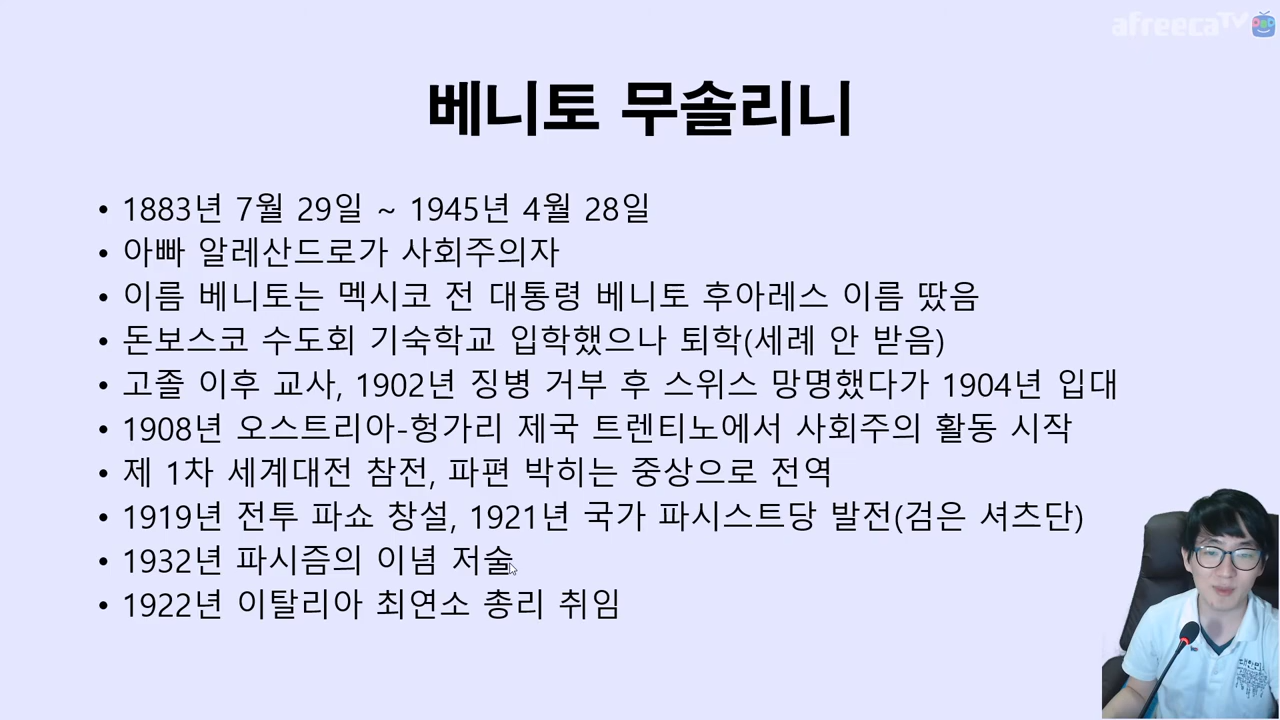 afreecaTV
베니토 무솔리니
• 1883년 7월 29일 ~ 1945년 4월 28일
• 아빠 알레산드로가 사회주의자
• 이름 베니토는 멕시코 전 대통령 베니토 후아레스 이름 땄음
• 돈보스코 수도회 기숙학교 입학했으나 퇴학(세례 안 받음)
• 고졸 이후 교사, 1902년 징병 거부 후 스위스 망명했다가 1904년 입대
• 1908년 오스트리아-헝가리 제국 트렌티노에서 사회주의 활동 시작
• 제 1차 세계대전 참전, 파편 박히는 중상으로 전역
• 1919년 전투 파쇼 창설, 1921년 국가 파시스트당 발전(검은 셔츠단)
• 1932년 파시즘의 이념 저술
• 1922년 이탈리아 최연소 총리 취임